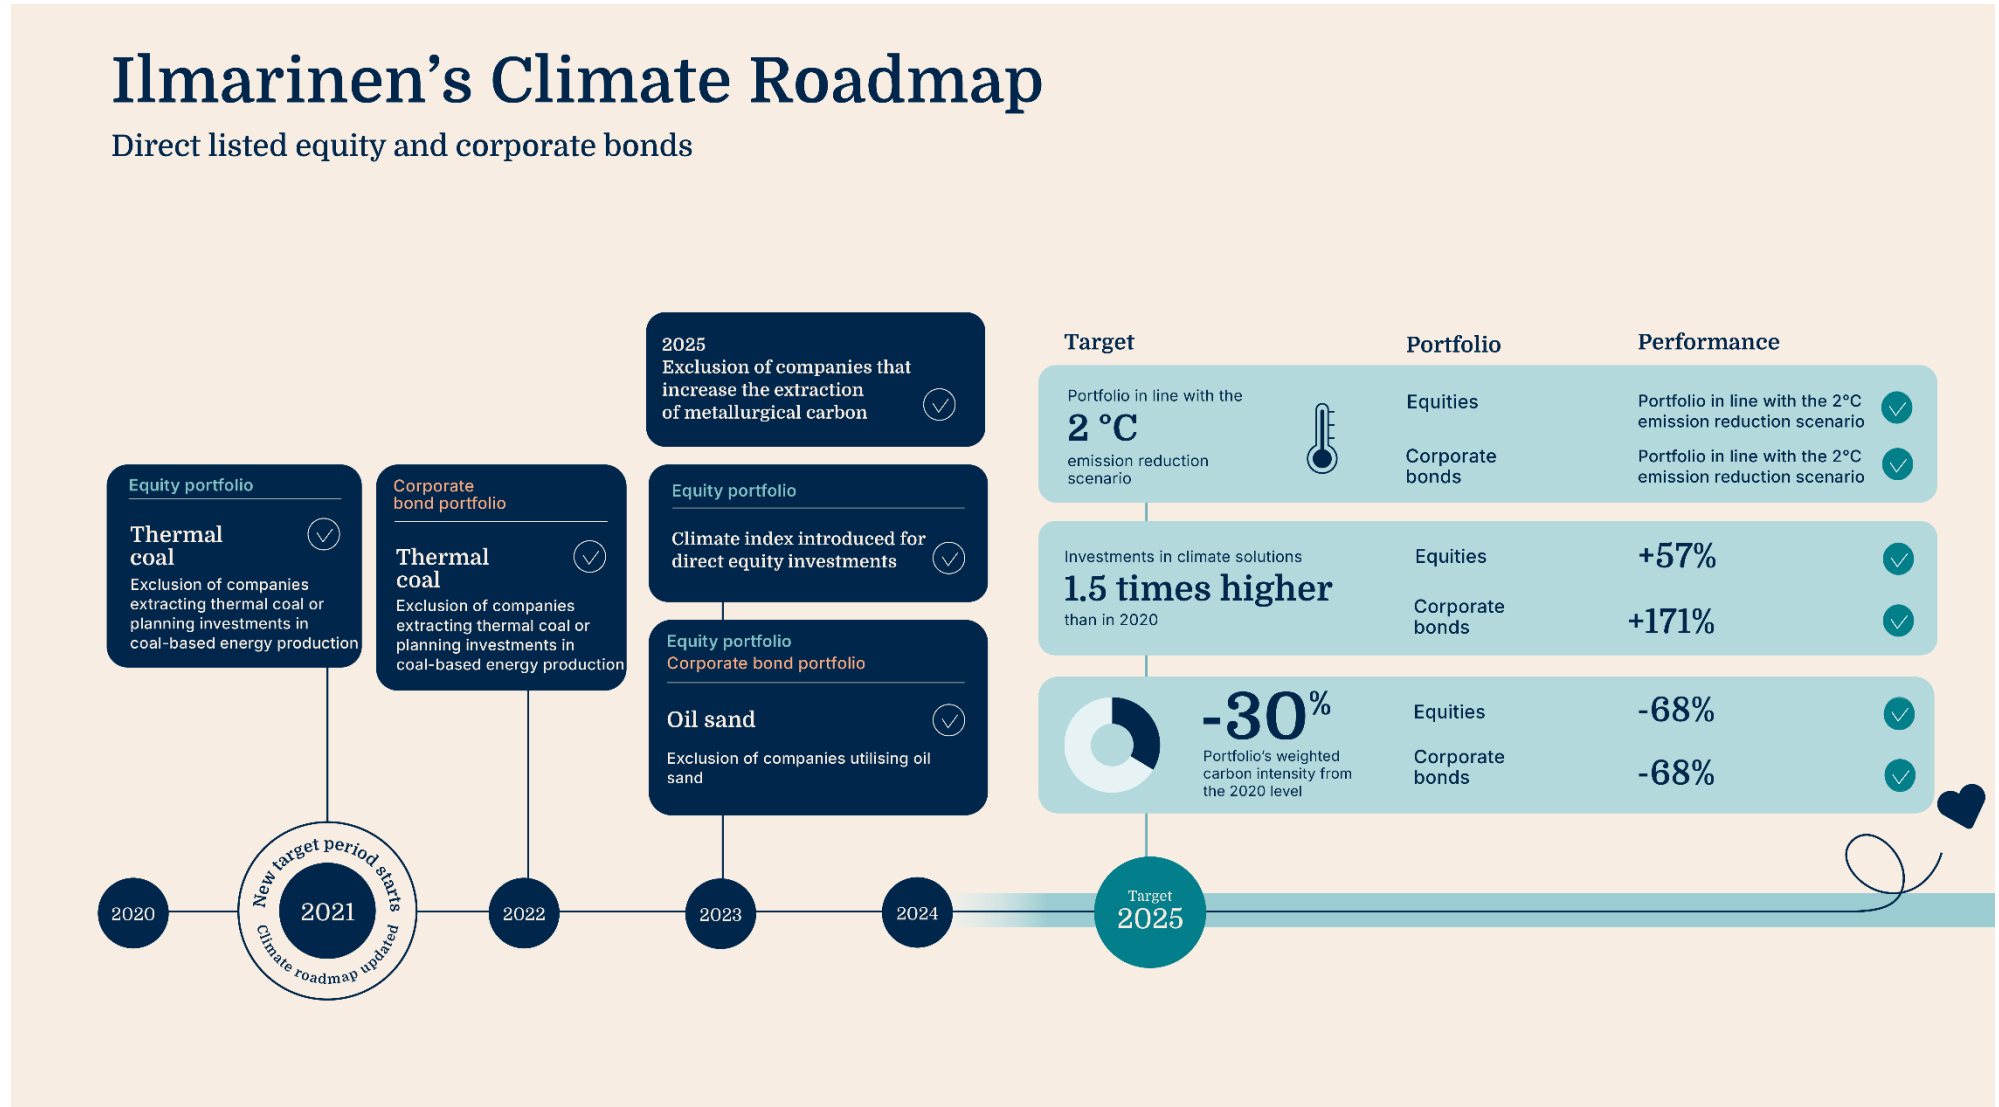 Ilmarinen’s Climate Roadmap
Direct listed equity and corporate bonds
2025
Exclusion of companies that
increase the extraction
of metallurgical carbon
Equity portfolio
Thermal
coal
Exclusion of companies
extracting thermal coal or
planning investments in
coal-based energy production
Corporate
bond portfolio
Thermal
coal
Exclusion of companies
extracting thermal coal or
planning investments in
coal-based energy production
Equity portfolio
Climate index introduced for
direct equity investments
Equity portfolio
Corporate bond portfolio
Oil sand
Exclusion of companies utilising oil
sand
Target
Portfolio
Performance
Portfolio in line with the
2 °C
emission reduction
scenario
Equities
Portfolio in line with the 2°C
emission reduction scenario
Corporate
bonds
Portfolio in line with the 2°C
emission reduction scenario
Investments in climate solutions
1.5 times higher
than in 2020
Equities
+57%
Corporate
bonds
+171%
-30%
Portfolio’s weighted
carbon intensity from
the 2020 level
Equities
-68%
Corporate
bonds
-68%
2020
New target period starts
2021
Climate roadmap updated
2022
2023
2024
Target
2025